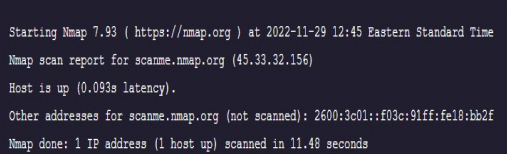 Starting Nmap 7.93 ( https://nmap.org ) at 2022-11-29 12:45 Eastern Standard Time
Nmap scan report for scanme.nmap.org (45.33.32.156)
Host is up (0.093s latency).
Other addresses for scanme.nmap.org (not scanned): 2600:3c01::f03c:91ff:fe18:bb2f
Nmap done: 1 IP address (1 host up) scanned in 11.48 seconds